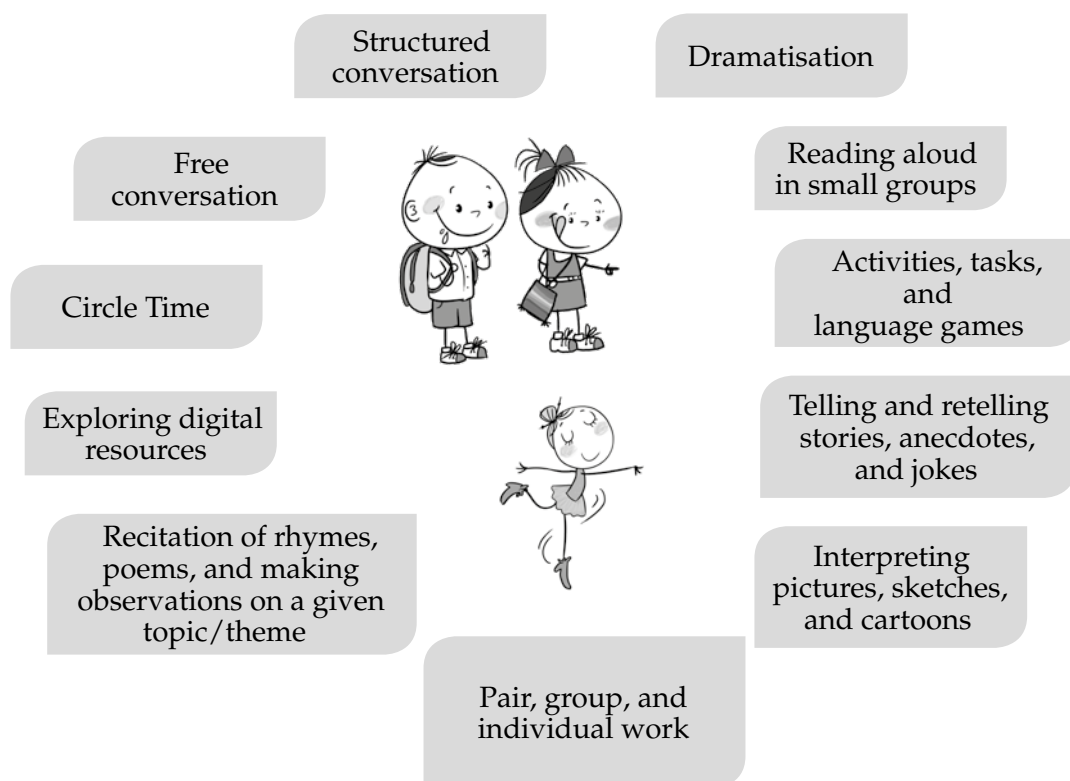 Structured
conversation
Dramatisation
Free
conversation
Reading aloud
in small groups
Circle Time
Activities, tasks,
and
language games
Exploring digital
resources
Telling and retelling
stories, anecdotes,
and jokes
Recitation of rhymes,
poems, and making
observations on a given
topic/theme
Interpreting
pictures, sketches,
and cartoons
Pair, group, and
individual work